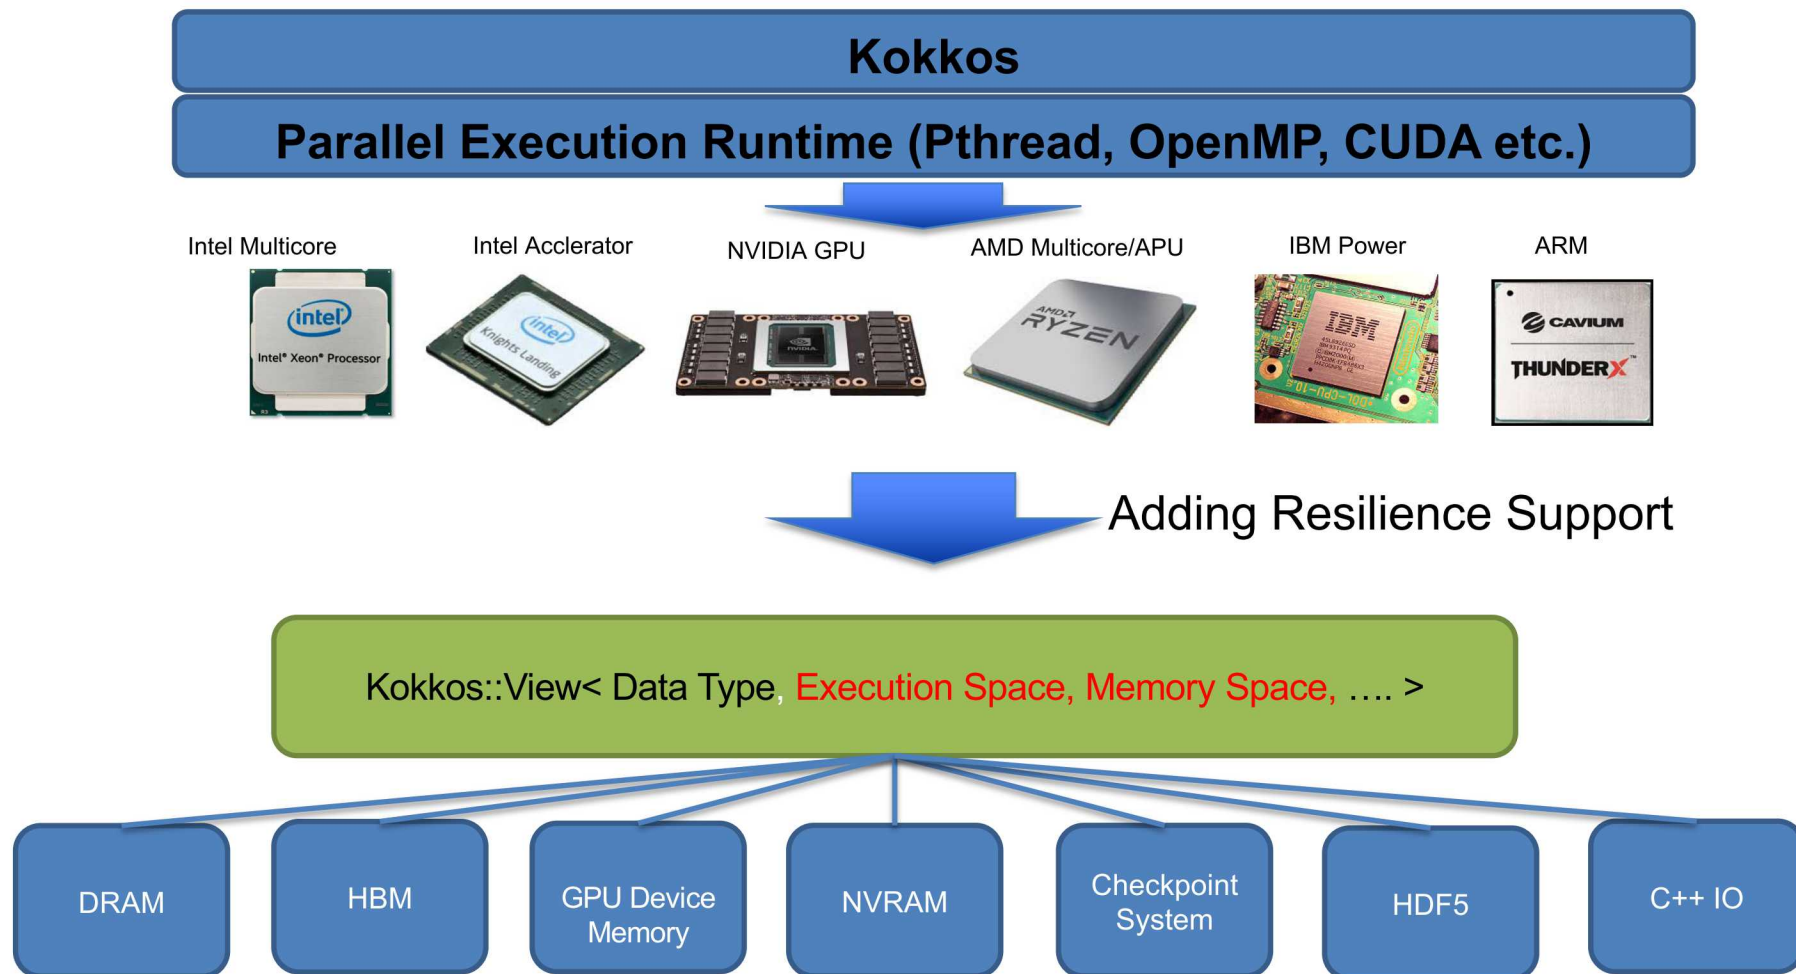 Kokkos
Parallel Execution Runtime (Pthread, OpenMP, CUDA etc.)
Intel Multicore
Intel Acclerator
NVIDIA GPU
AMD Multicore/APU
IBM Power
ARM
intel
Intel® Xeon® Processor
intel
Knights Landing
NVIDIA.
AMD
RYZEN
IBM
CAVIUM
THUNDERX™
Adding Resilience Support
Kokkos::View< Data Type, Execution Space, Memory Space, …. >
DRAM
HBM
GPU Device
Memory
NVRAM
Checkpoint
System
HDF5
C++ IO